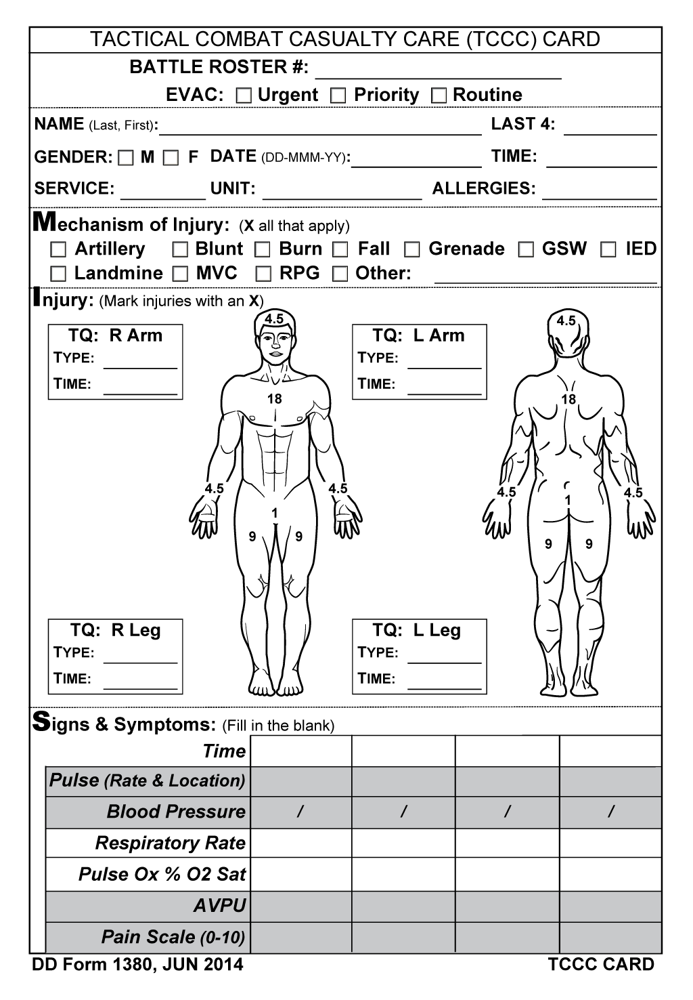 TACTICAL COMBAT CASUALTY CARE (TCCC) CARD
BATTLE ROSTER #:
EVAC: Urgent Priority Routine
NAME (Last, First): LAST 4:
GENDER: M F DATE (DD-MMM-YY): TIME:
SERVICE: UNIT: ALLERGIES:
Mechanism of Injury: (X all that apply)
Artillery Blunt Burn Fall Grenade GSW IED
Landmine MVC RPG Other:
Injury: (Mark injuries with an X)
4.5 4.5
TQ: R Arm TQ: L Arm
TYPE: TYPE:
TIME: TIME:
18 18
4.5 4.5 4.5 4.5
1 1
9 9 9 9
TQ: R Leg TQ: L Leg
TYPE: TYPE:
TIME: TIME:
Signs & Symptoms: (Fill in the blank)
Time
Pulse (Rate & Location)
Blood Pressure / / / /
Respiratory Rate
Pulse Ox % O2 Sat
AVPU
Pain Scale (0-10)
DD Form 1380, JUN 2014 TCCC CARD